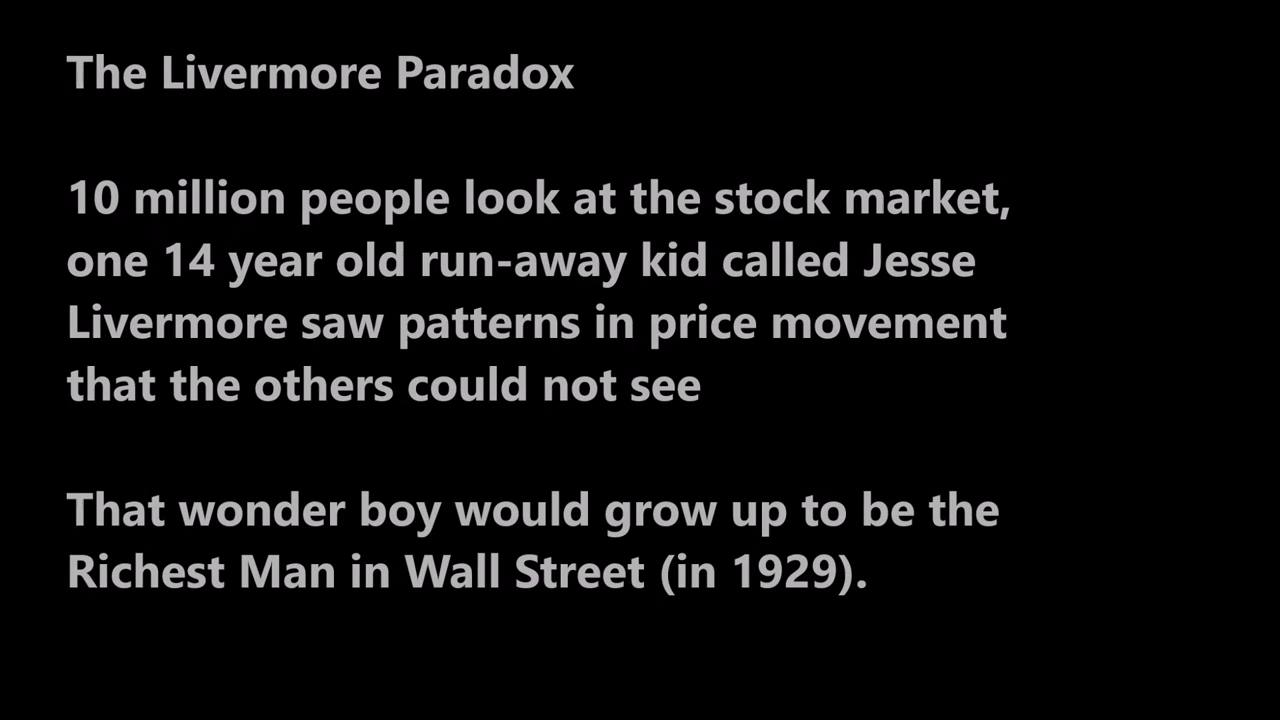 The Livermore Paradox
10 million people look at the stock market,
one 14 year old run-away kid called Jesse
Livermore saw patterns in price movement
that the others could not see
That wonder boy would grow up to be the
Richest Man in Wall Street (in 1929).